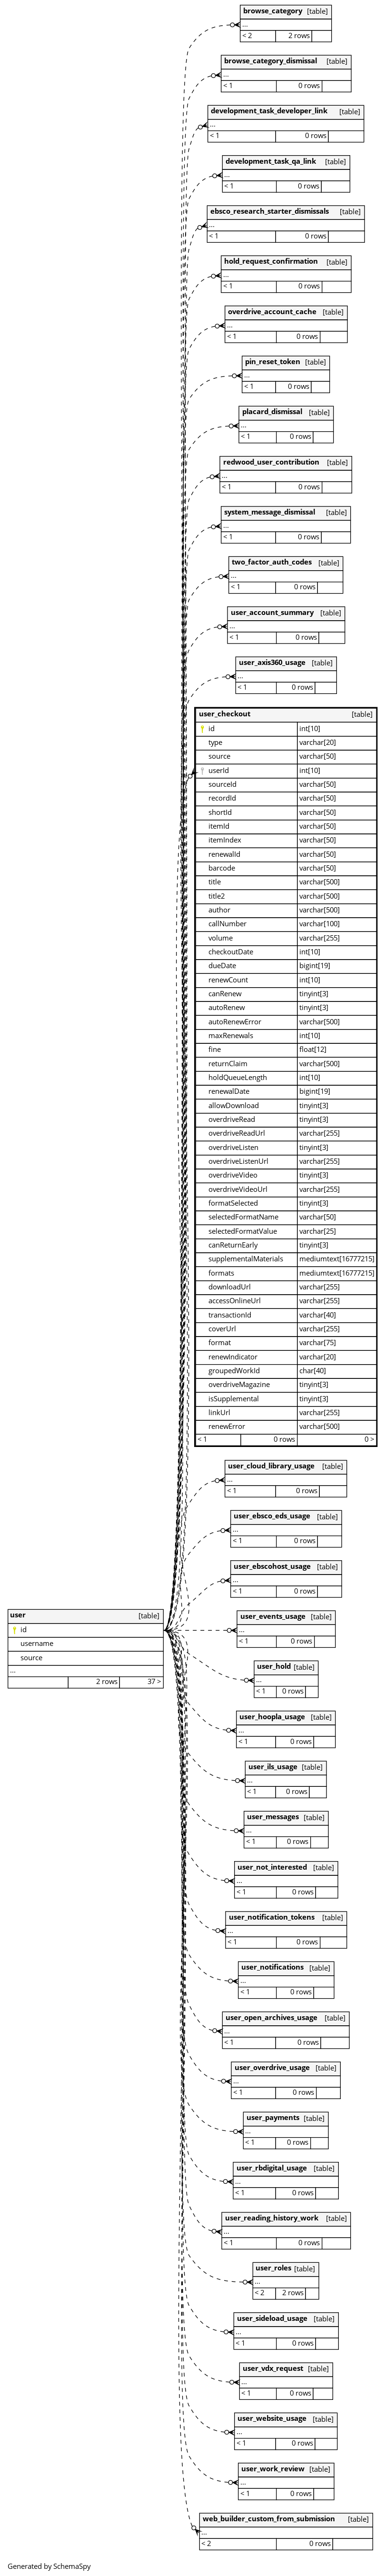 browse_category [table]
...
< 2 2 rows
browse_category_dismissal [table]
...
< 1 0 rows
development_task_developer_link [table]
...
< 1 0 rows
development_task_qa_link [table]
...
< 1 0 rows
ebsco_research_starter_dismissals [table]
...
< 1 0 rows
hold_request_confirmation [table]
...
< 1 0 rows
overdrive_account_cache [table]
...
< 1 0 rows
pin_reset_token [table]
...
< 1 0 rows
placard_dismissal [table]
...
< 1 0 rows
redwood_user_contribution [table]
...
< 1 0 rows
system_message_dismissal [table]
...
< 1 0 rows
two_factor_auth_codes [table]
...
< 1 0 rows
user_account_summary [table]
...
< 1 0 rows
user_axis360_usage [table]
...
< 1 0 rows
user_checkout [table]
id int[10]
type varchar[20]
source varchar[50]
userId int[10]
sourceId varchar[50]
recordId varchar[50]
shortId varchar[50]
itemId varchar[50]
itemIndex varchar[50]
renewalId varchar[50]
barcode varchar[50]
title varchar[500]
title2 varchar[500]
author varchar[500]
callNumber varchar[100]
volume varchar[255]
checkoutDate int[10]
dueDate bigint[19]
renewCount int[10]
canRenew tinyint[3]
autoRenew tinyint[3]
autoRenewError varchar[500]
maxRenewals int[10]
fine float[12]
returnClaim varchar[500]
holdQueueLength int[10]
renewalDate bigint[19]
allowDownload tinyint[3]
overdriveRead tinyint[3]
overdriveReadUrl varchar[255]
overdriveListen tinyint[3]
overdriveListenUrl varchar[255]
overdriveVideo tinyint[3]
overdriveVideoUrl varchar[255]
formatSelected tinyint[3]
selectedFormatName varchar[50]
selectedFormatValue varchar[25]
canReturnEarly tinyint[3]
supplementalMaterials mediumtext[16777215]
formats mediumtext[16777215]
downloadUrl varchar[255]
accessOnlineUrl varchar[255]
transactionId varchar[40]
coverUrl varchar[255]
format varchar[75]
renewIndicator varchar[20]
groupedWorkId char[40]
overdriveMagazine tinyint[3]
isSupplemental tinyint[3]
linkUrl varchar[255]
renewError varchar[500]
< 1 0 rows 0 >
user_cloud_library_usage [table]
...
< 1 0 rows
user_ebsco_eds_usage [table]
...
< 1 0 rows
user_ebscohost_usage [table]
...
< 1 0 rows
user [table]
id
username
source
...
2 rows 37 >
user_events_usage [table]
...
< 1 0 rows
user_hold [table]
...
< 1 0 rows
user_hoopla_usage [table]
...
< 1 0 rows
user_ils_usage [table]
...
< 1 0 rows
user_messages [table]
...
< 1 0 rows
user_not_interested [table]
...
< 1 0 rows
user_notification_tokens [table]
...
< 1 0 rows
user_notifications [table]
...
< 1 0 rows
user_open_archives_usage [table]
...
< 1 0 rows
user_overdrive_usage [table]
...
< 1 0 rows
user_payments [table]
...
< 1 0 rows
user_rbdigital_usage [table]
...
< 1 0 rows
user_reading_history_work [table]
...
< 1 0 rows
user_roles [table]
...
< 2 2 rows
user_sideload_usage [table]
...
< 1 0 rows
user_vdx_request [table]
...
< 1 0 rows
user_website_usage [table]
...
< 1 0 rows
user_work_review [table]
...
< 1 0 rows
web_builder_custom_from_submission [table]
...
< 2 0 rows
Generated by SchemaSpy